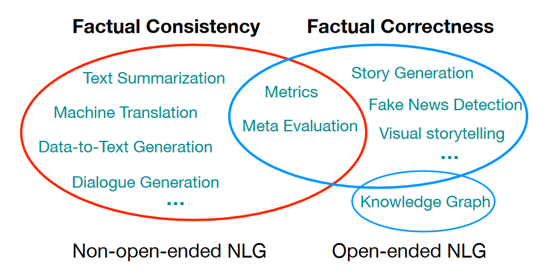 Factual Consistency
Factual Correctness
Text Summarization
Machine Translation
Data-to-Text Generation
Dialogue Generation
...
Metrics
Meta Evaluation
Story Generation
Fake News Detection
Visual storytelling
...
Knowledge Graph
Non-open-ended NLG
Open-ended NLG